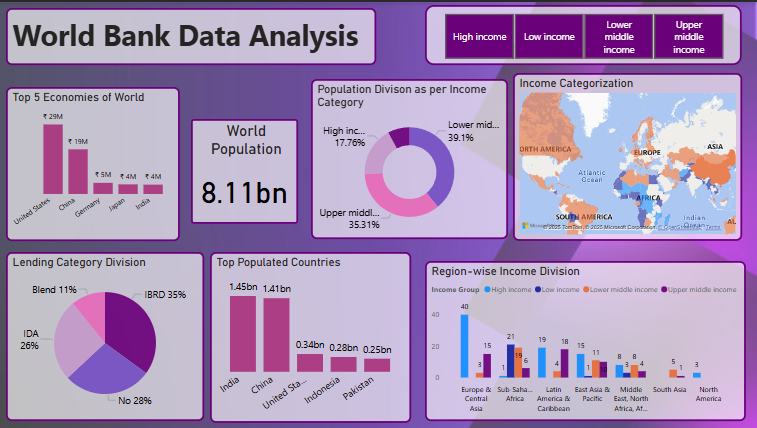 World Bank Data Analysis
High income
Low income
Lower
middle
income
Upper
middle
income
Top 5 Economies of World
₹ 29M
₹ 19M
₹ 5M
₹ 4M
₹ 4M
United States
China
Germany
Japan
India
World
Population
8.11bn
Population Divison as per Income
Category
High inc...
17.76%
Lower mid...
39.1%
Upper middl...
35.31%
Income Categorization
ORTH AMERICA
EUROPE
ASIA
Atlantic
Ocean
AFRICA
SOUTH AMERICA
Indian
Ocean
© 2025 TomTom, © 2025 Microsoft Corporation, © OpenStreetMap Terms
Lending Category Division
Blend 11%
IBRD 35%
IDA
26%
No 28%
Top Populated Countries
1.45bn
1.41bn
0.34bn
0.28bn
0.25bn
India
China
United Sta...
Indonesia
Pakistan
Region-wise Income Division
Income Group High income Low income Lower middle income Upper middle income
40
20
0
40
3
15
1
21
19
6
19
4
18
15
1
11
10
8
3
8
4
5
1
3
Europe &
Central
Asia
Sub-Saha...
Africa
Latin
America &
Caribbean
East Asia &
Pacific
Middle
East, North
Africa, Af...
South Asia
North
America